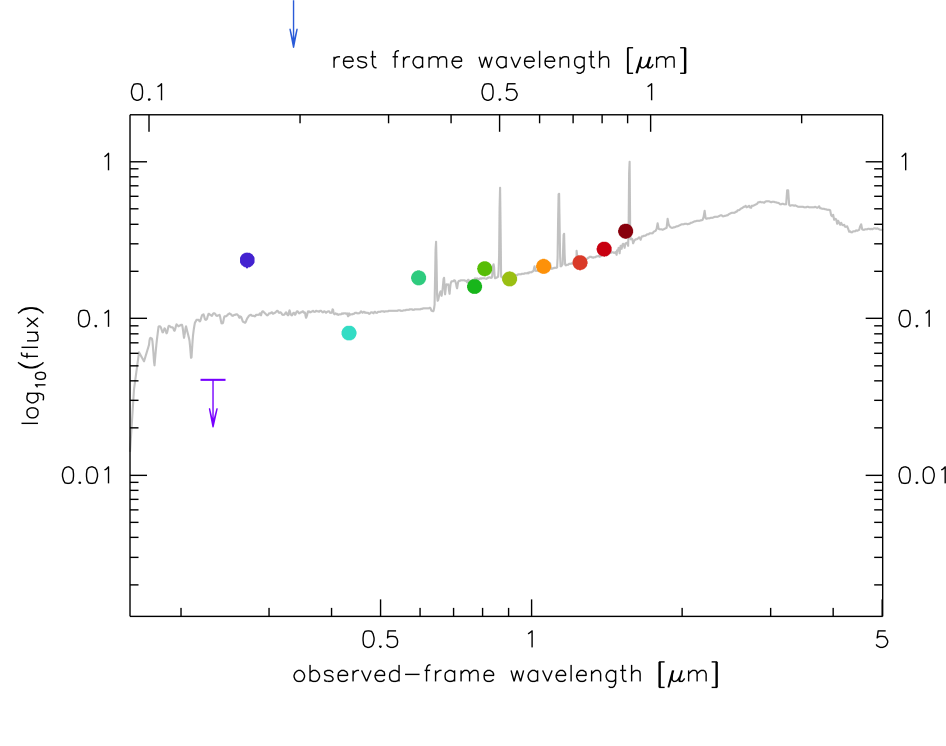 rest frame wavelength [μm]
0.1 0.5 1
1 1
0.1 0.1
0.01 0.01
log10(flux)
0.5 1 5
observed-frame wavelength [μm]